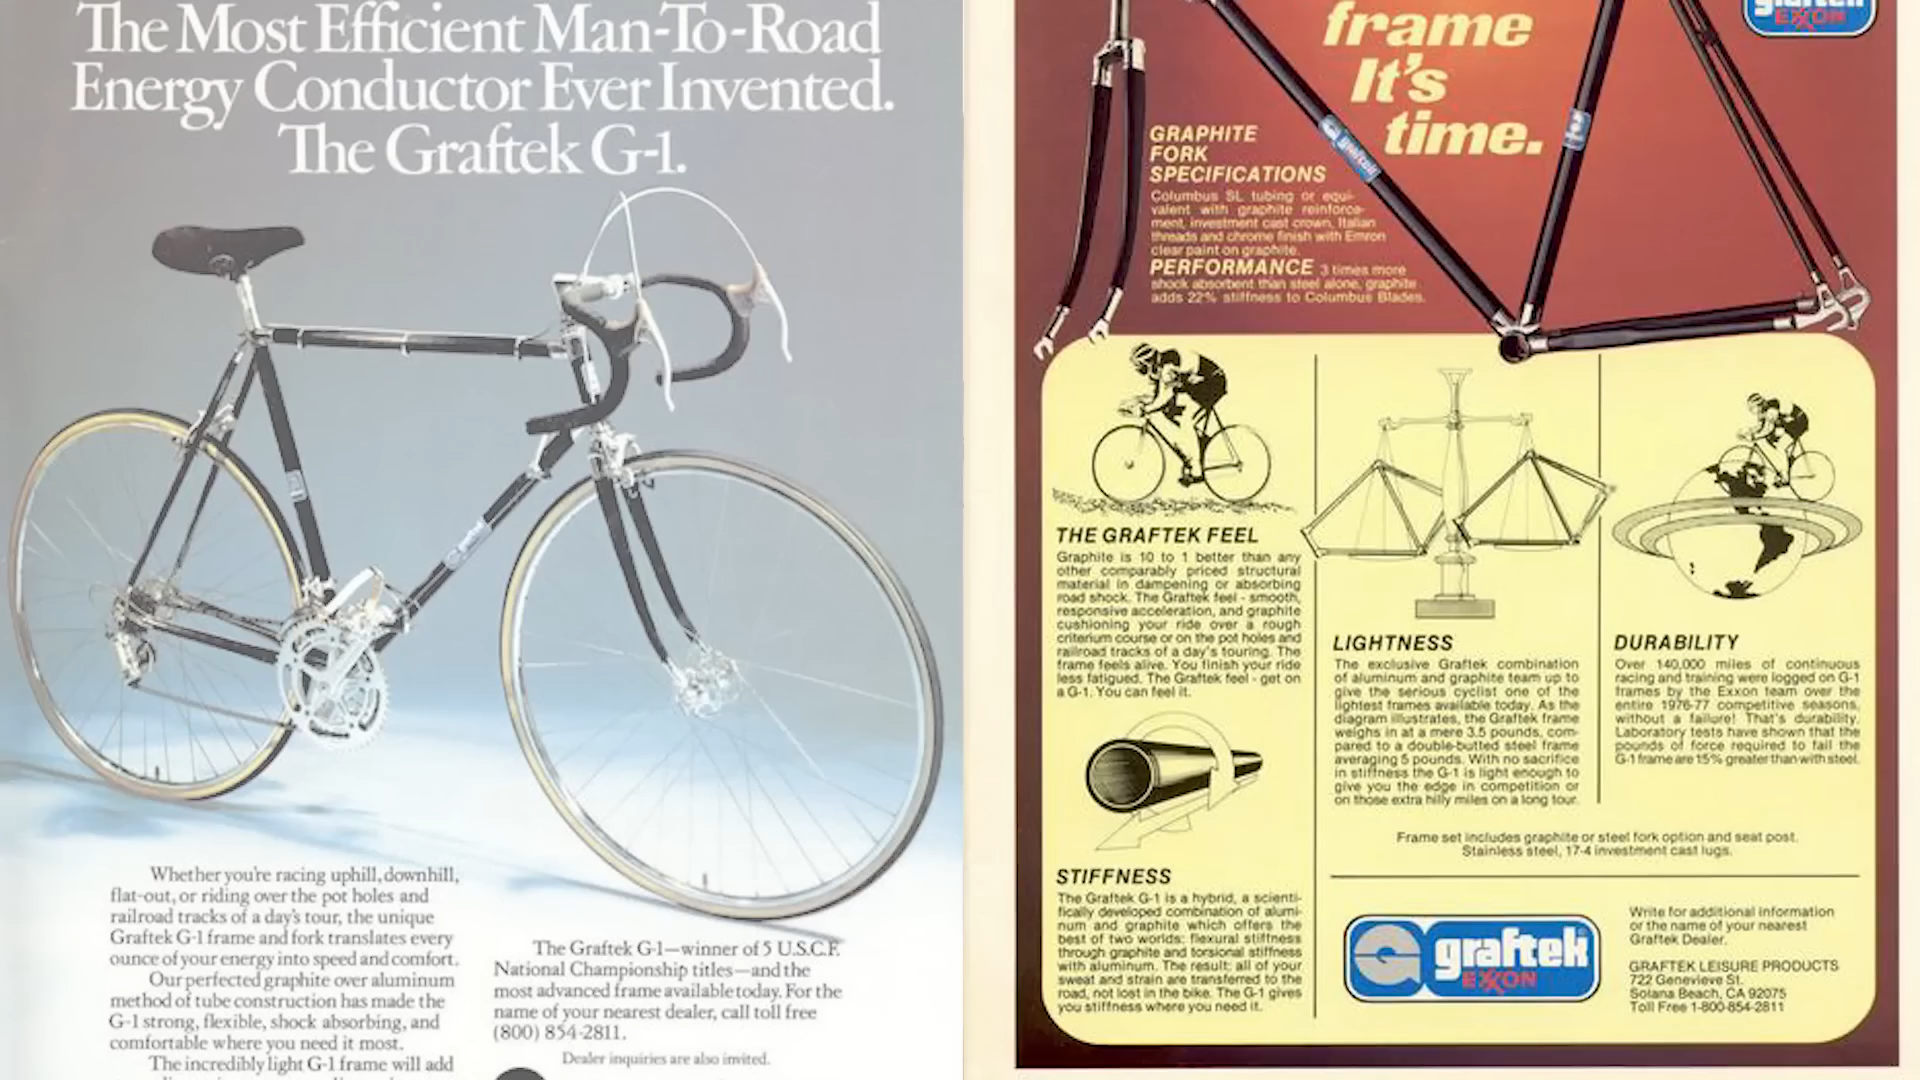 The Most Efficient Man-To-Road
Energy Conductor Ever Invented.
The Graftek G-1.
Whether you're racing uphill, downhill,
flat-out, or riding over the pot holes and
railroad tracks of a day's tour, the unique
Graftek G-1 frame and fork translates every
ounce of your energy into speed and comfort.
Our perfected graphite over aluminum
method of tube construction has made the
G-1 strong, flexible, shock absorbing, and
comfortable where you need it most.
The incredibly light G-1 frame will add
The Graftek G-1—winner of 5 U.S.C.F.
National Championship titles—and the
most advanced frame available today. For the
name of your nearest dealer, call toll free
(800) 854-2811.
Dealer inquiries are also invited.
graftek
EXXON
frame
It's
time.
graftek
GRAPHITE
FORK
SPECIFICATIONS
Columbus SL tubing or equi-
valent with graphite reinforce-
ment, investment cast crown, Italian
threads and chrome finish with Emron
clear paint on graphite.
PERFORMANCE 3 times more
shock absorbent than steel alone, graphite
adds 22% stiffness to Columbus Blades.
THE GRAFTEK FEEL
Graphite is 10 to 1 better than any
other comparably priced structural
material in dampening or absorbing
road shock. The Graftek feel - smooth,
responsive acceleration, and graphite
cushioning your ride over a rough
criterium course or on the pot holes and
railroad tracks of a day's touring. The
frame feels alive. You finish your ride
less fatigued. The Graftek feel - get on
a G-1. You can feel it.
STIFFNESS
The Graftek G-1 is a hybrid, a scienti-
fically developed combination of alumi-
num and graphite which offers the
best of two worlds: flexural stiffness
through graphite and torsional stiffness
with aluminum. The result: all of your
sweat and strain are transferred to the
road, not lost in the bike. The G-1 gives
you stiffness where you need it.
LIGHTNESS
The exclusive Graftek combination
of aluminum and graphite team up to
give the serious cyclist one of the
lightest frames available today. As the
diagram illustrates, the Graftek frame
weighs in at a mere 3.5 pounds, com-
pared to a double-butted steel frame
averaging 5 pounds. With no sacrifice
in stiffness the G-1 is light enough to
give you the edge in competition or
on those extra hilly miles on a long tour.
DURABILITY
Over 140,000 miles of continuous
racing and training were logged on G-1
frames by the Exxon team over the
entire 1976-77 competitive seasons,
without a failure! That's durability.
Laboratory tests have shown that the
pounds of force required to fail the
G-1 frame are 15% greater than with steel.
Frame set includes graphite or steel fork option and seat post.
Stainless steel, 17-4 investment cast lugs.
graftek
EXXON
Write for additional information
or the name of your nearest
Graftek Dealer.
GRAFTEK LEISURE PRODUCTS
722 Genevieve St.
Solana Beach, CA 92075
Toll Free 1-800-854-2811